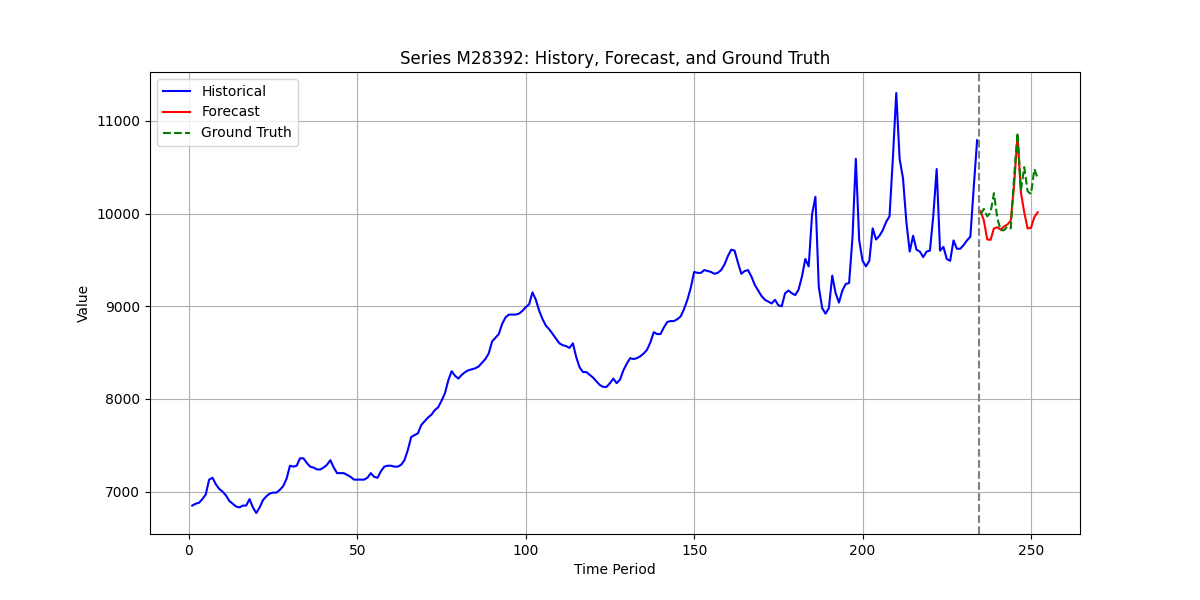 Series M28392: History, Forecast, and Ground Truth
Historical
Forecast
Ground Truth
11000
10000
9000
8000
7000
Value
0
50
100
150
200
250
Time Period